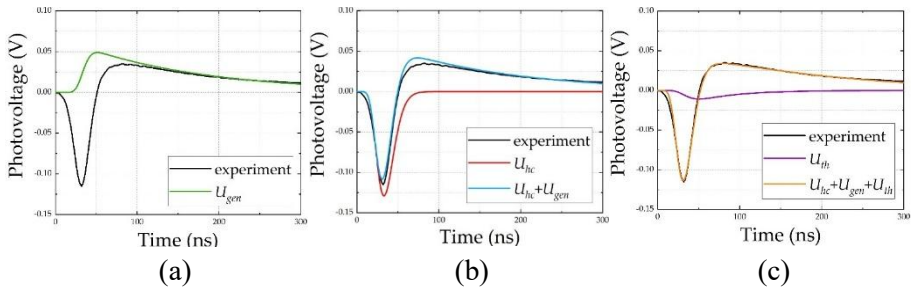 Photovoltage (V)
0.10
0.05
0.00
-0.05
-0.10
-0.15
0
100
200
300
experiment
U_gen
Time (ns)
(a)
Photovoltage (V)
0.10
0.05
0.00
-0.05
-0.10
-0.15
0
100
200
300
experiment
U_hc
U_hc+U_gen
Time (ns)
(b)
Photovoltage (V)
0.10
0.05
0.00
-0.05
-0.10
-0.15
0
100
200
300
experiment
U_th
U_hc+U_gen+U_th
Time (ns)
(c)